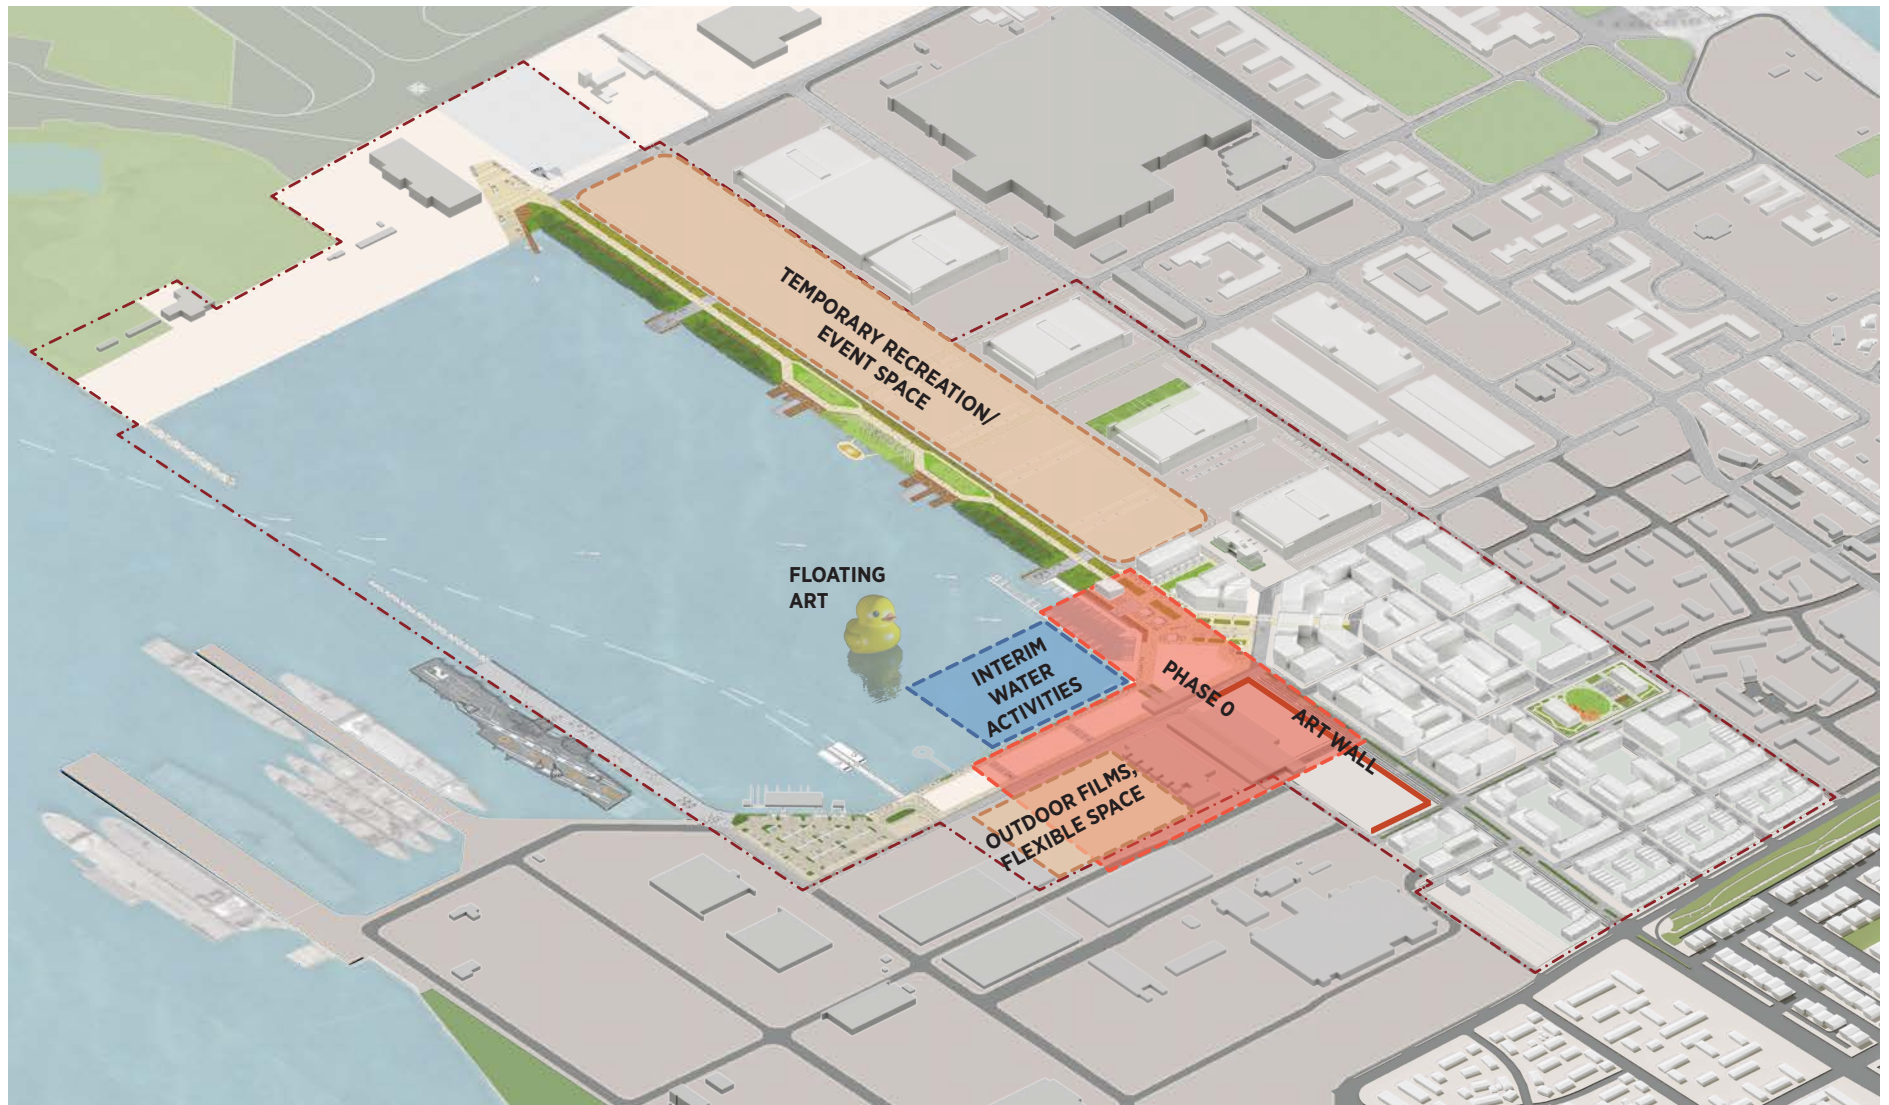 TEMPORARY RECREATION/
EVENT SPACE
FLOATING
ART
INTERIM
WATER
ACTIVITIES
PHASE 0
ART WALL
OUTDOOR FILMS,
FLEXIBLE SPACE